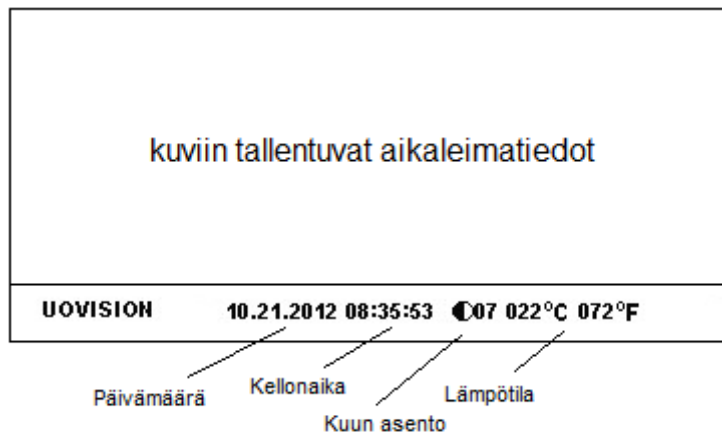 kuviin tallentuvat aikaleimatiedot
UOVISION 10.21.2012 08:35:53 07 022°C 072°F
Päivämäärä Kellonaika Kuun asento Lämpötila